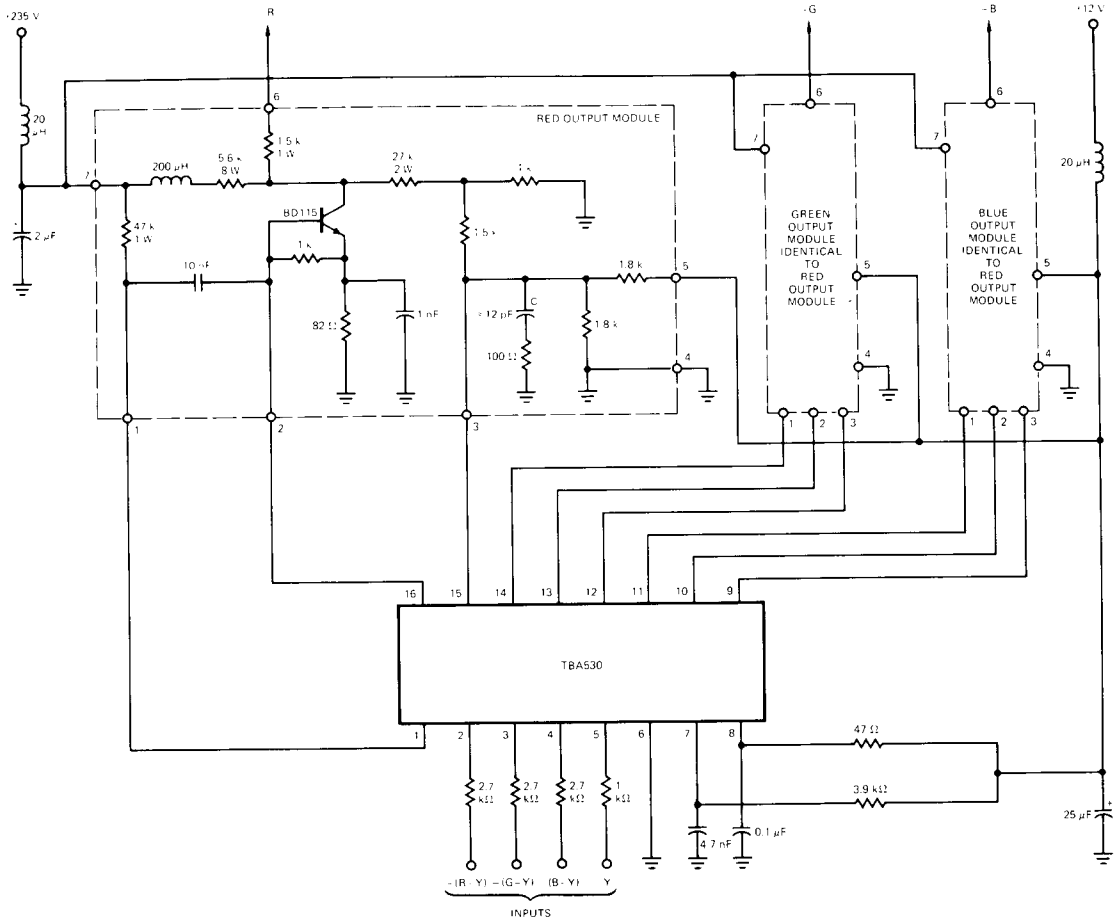 +235 V
R
-G
-B
+12 V
20 µH
6
RED OUTPUT MODULE
1.5 k 1 W
200 µH
5.6 k 8 W
27 k 2 W
1 k
7
47 k 1 W
2 µF
BD115
1 k
10 nF
82 Ω
1 nF
1.5 k
C
12 pF
100 Ω
1.8 k
1.8 k
5
4
1
2
3
6
7
GREEN
OUTPUT
MODULE
IDENTICAL
TO
RED
OUTPUT
MODULE
5
4
1
2
3
6
7
BLUE
OUTPUT
MODULE
IDENTICAL
TO
RED
OUTPUT
MODULE
5
4
1
2
3
20 µH
16
15
14
13
12
11
10
9
TBA530
1
2
3
4
5
6
7
8
2.7 kΩ
2.7 kΩ
2.7 kΩ
1 kΩ
47 Ω
3.9 kΩ
4.7 nF
0.1 µF
25 µF
+
-(R-Y)
-(G-Y)
(B-Y)
Y
INPUTS